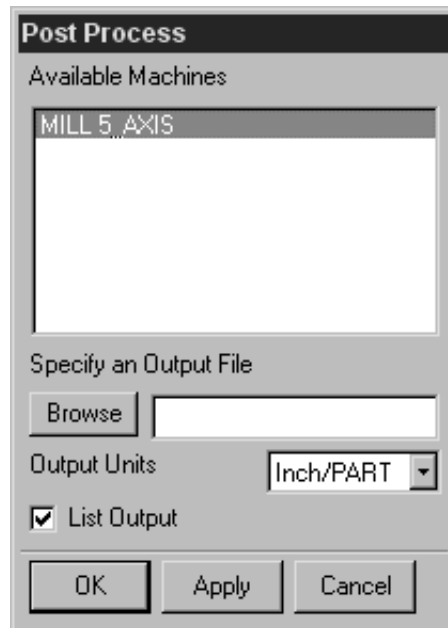 Post Process
Available Machines
MILL 5_AXIS
Specify an Output File
Browse
Output Units Inch/PART
List Output
OK Apply Cancel